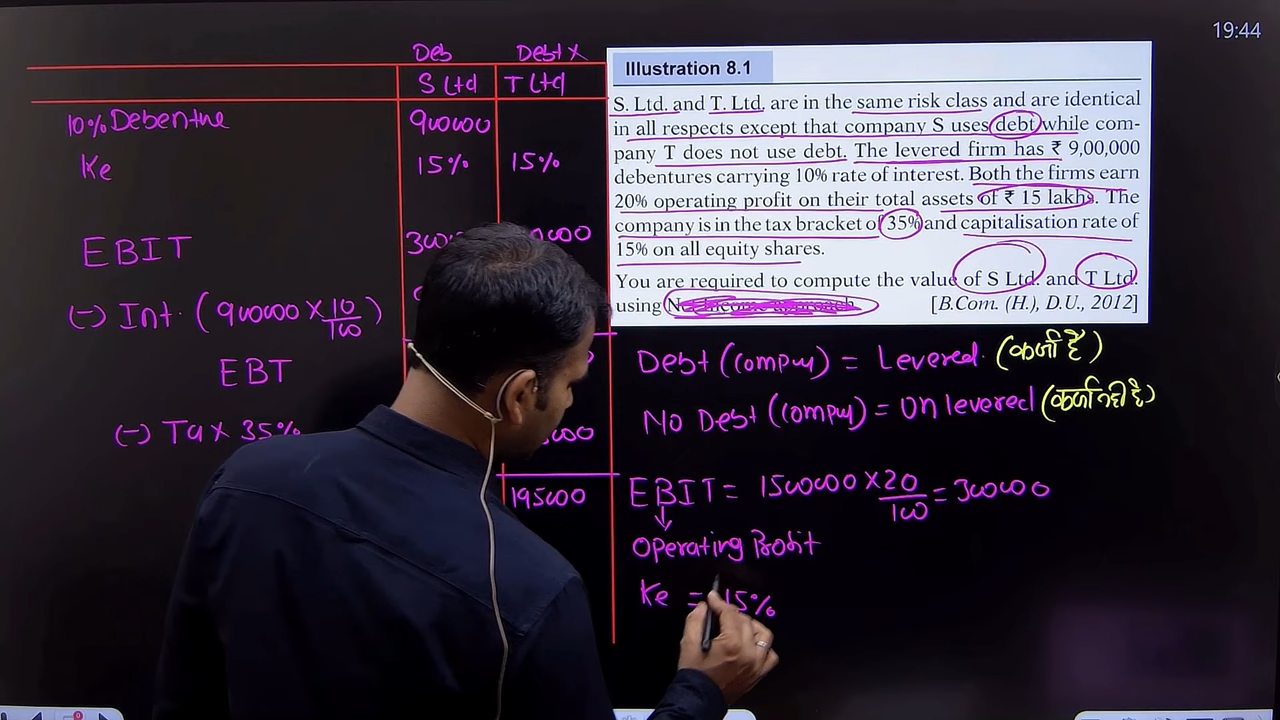 19:44
Deb Debt X
S Ltd T Ltd
10% Debenture 900000
Ke 15% 15%
EBIT
(-) Int. (900000 × 10/100)
EBT
(-) Tax 35%
195000
Illustration 8.1
S. Ltd. and T. Ltd. are in the same risk class and are identical
in all respects except that company S uses debt while com-
pany T does not use debt. The levered firm has ₹ 9,00,000
debentures carrying 10% rate of interest. Both the firms earn
20% operating profit on their total assets of ₹ 15 lakhs. The
company is in the tax bracket of 35% and capitalisation rate of
15% on all equity shares.
You are required to compute the value of S Ltd. and T Ltd.
using Net Income approach. [B.Com. (H.), D.U., 2012]
Debt (compuy) = Levered. (कर्जा है)
No Debt (compuy) = Unlevered (कर्जा नही है)
EBIT = 1500000 × 20/100 = 300000
Operating Profit
Ke = 15%